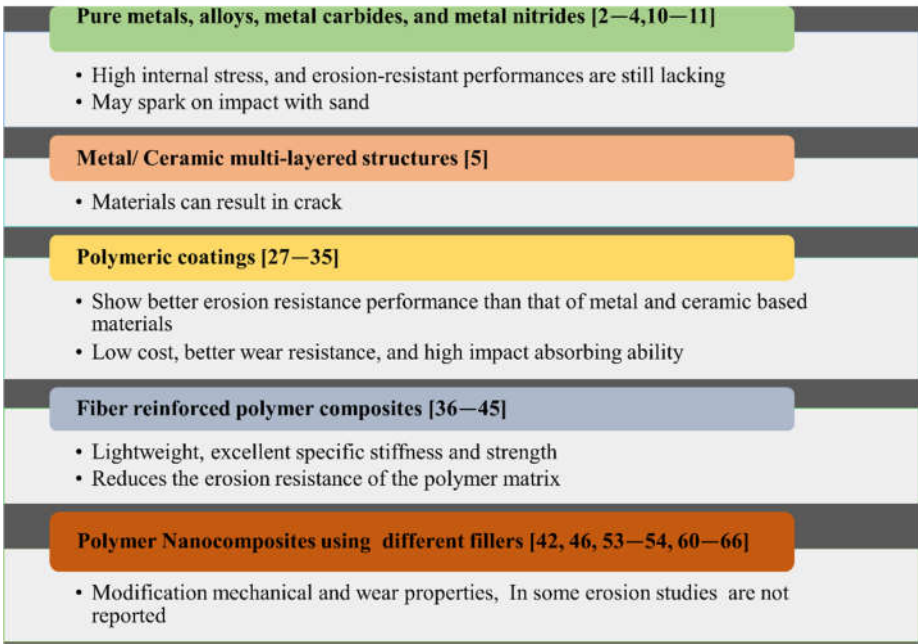 Pure metals, alloys, metal carbides, and metal nitrides [2—4,10—11]
• High internal stress, and erosion-resistant performances are still lacking
• May spark on impact with sand
Metal/ Ceramic multi-layered structures [5]
• Materials can result in crack
Polymeric coatings [27—35]
• Show better erosion resistance performance than that of metal and ceramic based
materials
• Low cost, better wear resistance, and high impact absorbing ability
Fiber reinforced polymer composites [36—45]
• Lightweight, excellent specific stiffness and strength
• Reduces the erosion resistance of the polymer matrix
Polymer Nanocomposites using different fillers [42, 46, 53—54, 60—66]
• Modification mechanical and wear properties, In some erosion studies are not
reported